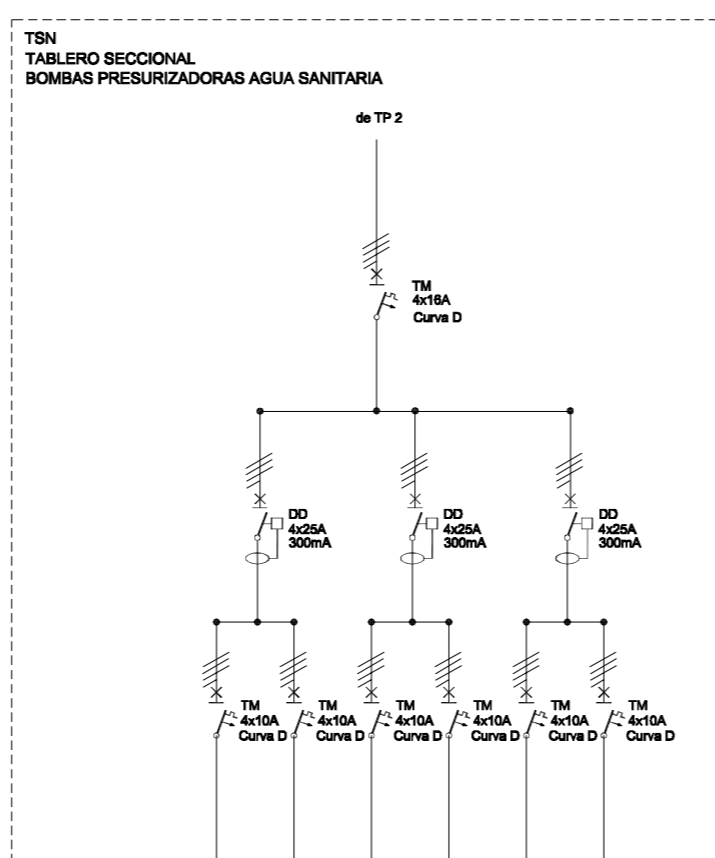 TSN
TABLERO SECCIONAL
BOMBAS PRESURIZADORAS AGUA SANITARIA
de TP 2
TM
4x16A
Curva D
DD
4x25A
300mA
DD
4x25A
300mA
DD
4x25A
300mA
TM
4x10A
Curva D
TM
4x10A
Curva D
TM
4x10A
Curva D
TM
4x10A
Curva D
TM
4x10A
Curva D
TM
4x10A
Curva D